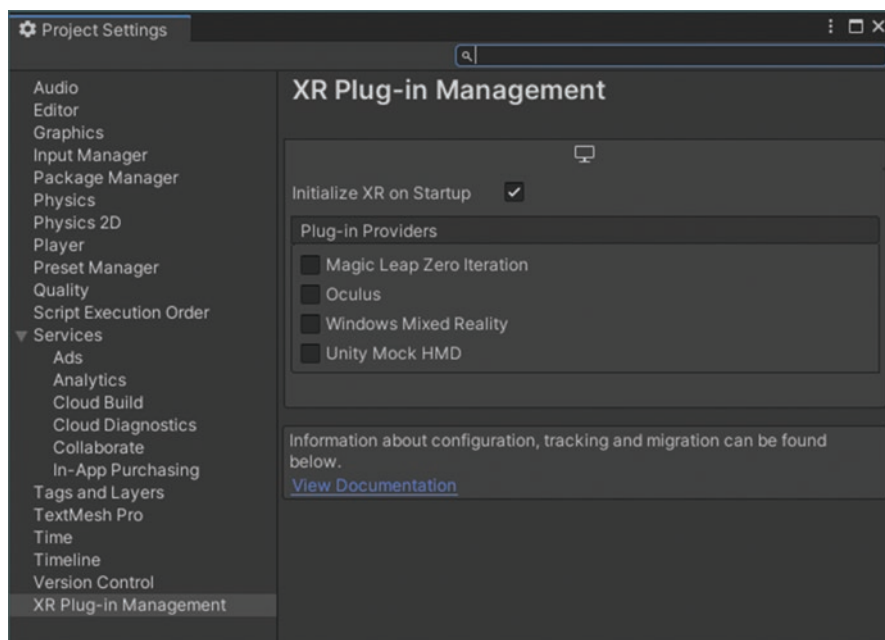 Project Settings
Audio
Editor
Graphics
Input Manager
Package Manager
Physics
Physics 2D
Player
Preset Manager
Quality
Script Execution Order
Services
Ads
Analytics
Cloud Build
Cloud Diagnostics
Collaborate
In-App Purchasing
Tags and Layers
TextMesh Pro
Time
Timeline
Version Control
XR Plug-in Management
XR Plug-in Management
Initialize XR on Startup
Plug-in Providers
Magic Leap Zero Iteration
Oculus
Windows Mixed Reality
Unity Mock HMD
Information about configuration, tracking and migration can be found
below.
View Documentation